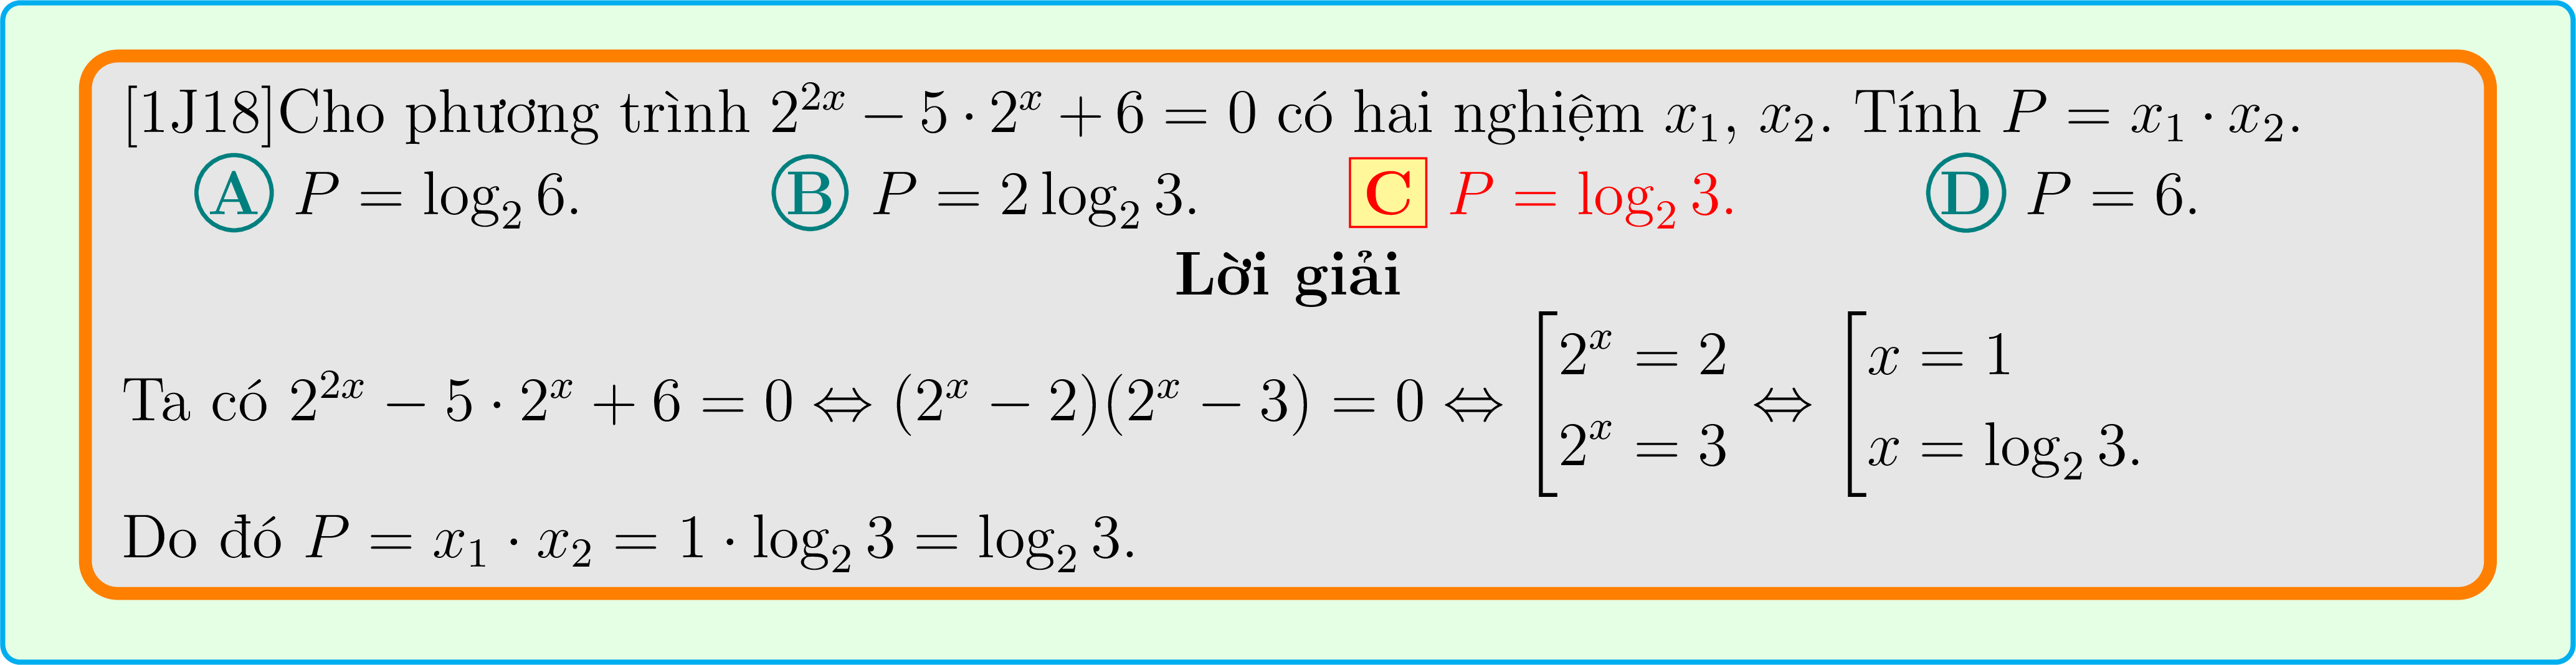 [1J18]Cho phương trình $2^{2x} - 5 \cdot 2^x + 6 = 0$ có hai nghiệm $x_1$, $x_2$. Tính $P = x_1 \cdot x_2$.
A $P = \log_2 6$. B $P = 2\log_2 3$. C $P = \log_2 3$. D $P = 6$.
Lời giải
Ta có $2^{2x} - 5 \cdot 2^x + 6 = 0 \Leftrightarrow (2^x - 2)(2^x - 3) = 0 \Leftrightarrow \left[\begin{array}{l} 2^x = 2 \\ 2^x = 3 \end{array}\right. \Leftrightarrow \left[\begin{array}{l} x = 1 \\ x = \log_2 3. \end{array}\right.$
Do đó $P = x_1 \cdot x_2 = 1 \cdot \log_2 3 = \log_2 3$.